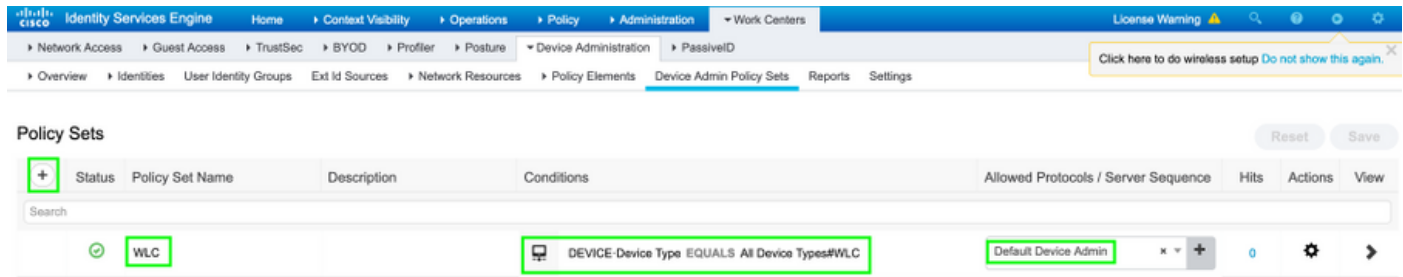 cisco Identity Services Engine Home Context Visibility Operations Policy Administration Work Centers License Warning
Network Access Guest Access TrustSec BYOD Profiler Posture Device Administration PassiveID
Click here to do wireless setup Do not show this again.
Overview Identities User Identity Groups Ext Id Sources Network Resources Policy Elements Device Admin Policy Sets Reports Settings
Policy Sets
Reset Save
+ Status Policy Set Name Description Conditions Allowed Protocols / Server Sequence Hits Actions View
Search
WLC DEVICE-Device Type EQUALS All Device Types#WLC Default Device Admin × + 0